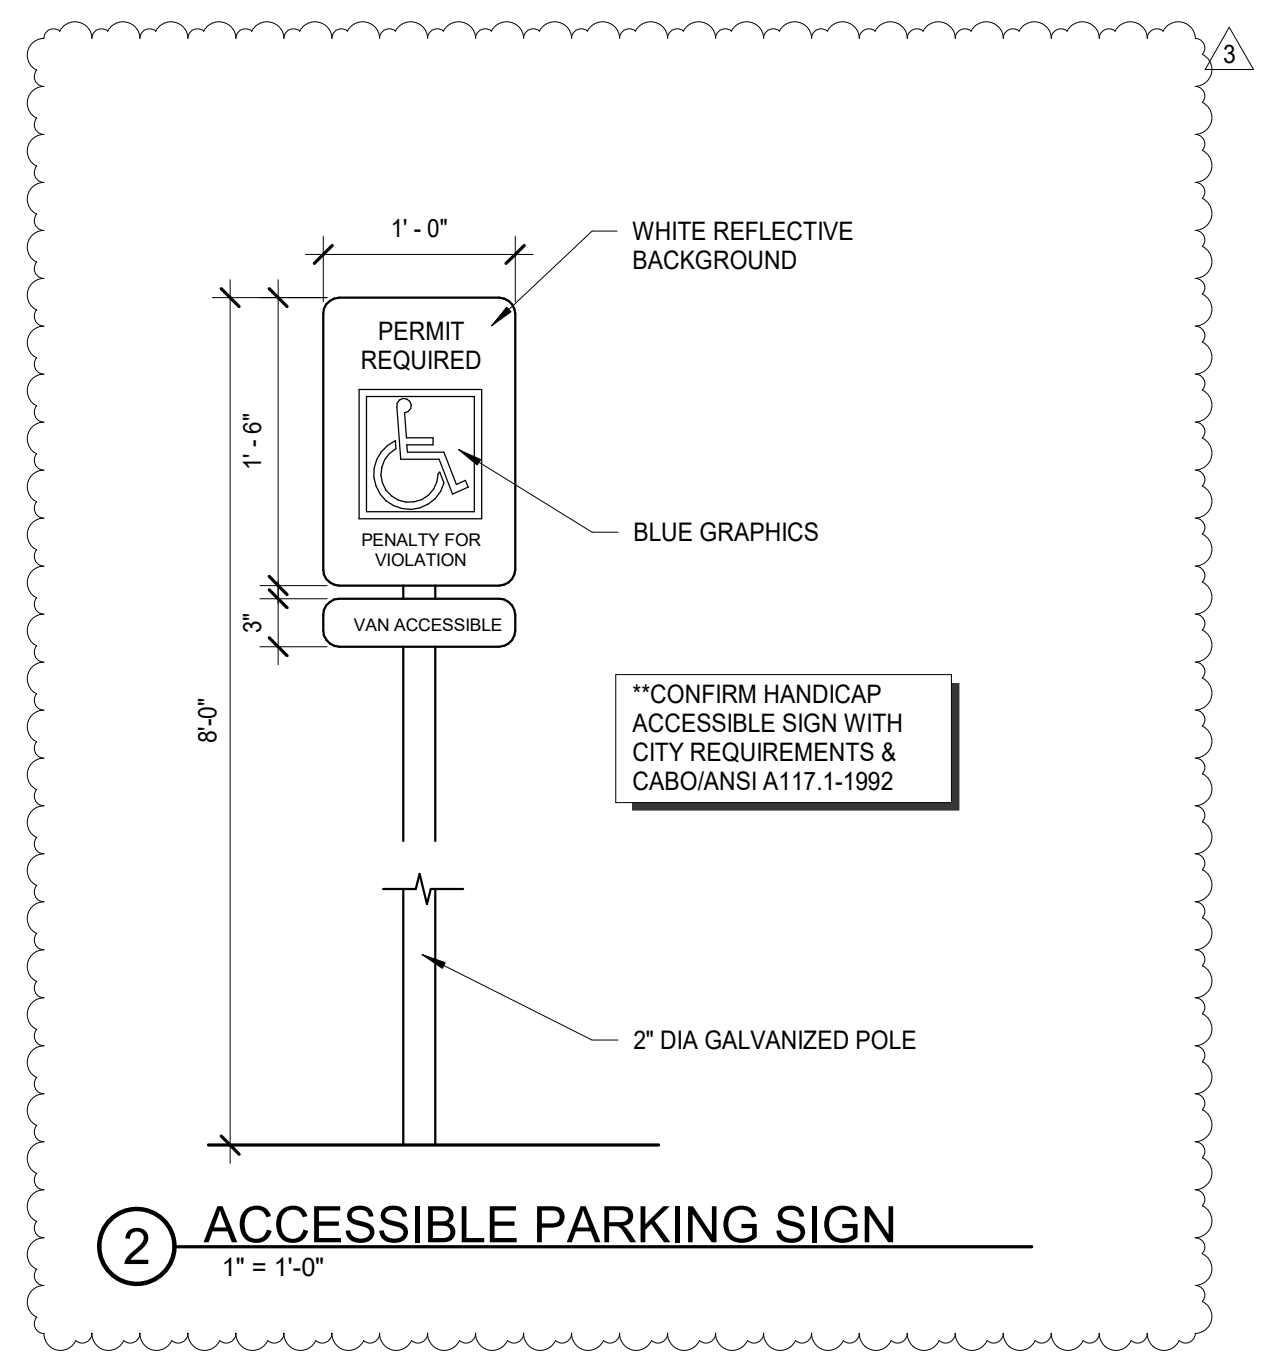 3
1' - 0"
WHITE REFLECTIVE
BACKGROUND
PERMIT
REQUIRED
1' - 6"
BLUE GRAPHICS
PENALTY FOR
VIOLATION
3"
VAN ACCESSIBLE
8'-0"
**CONFIRM HANDICAP
ACCESSIBLE SIGN WITH
CITY REQUIREMENTS &
CABO/ANSI A117.1-1992
2" DIA GALVANIZED POLE
2
ACCESSIBLE PARKING SIGN
1" = 1'-0"